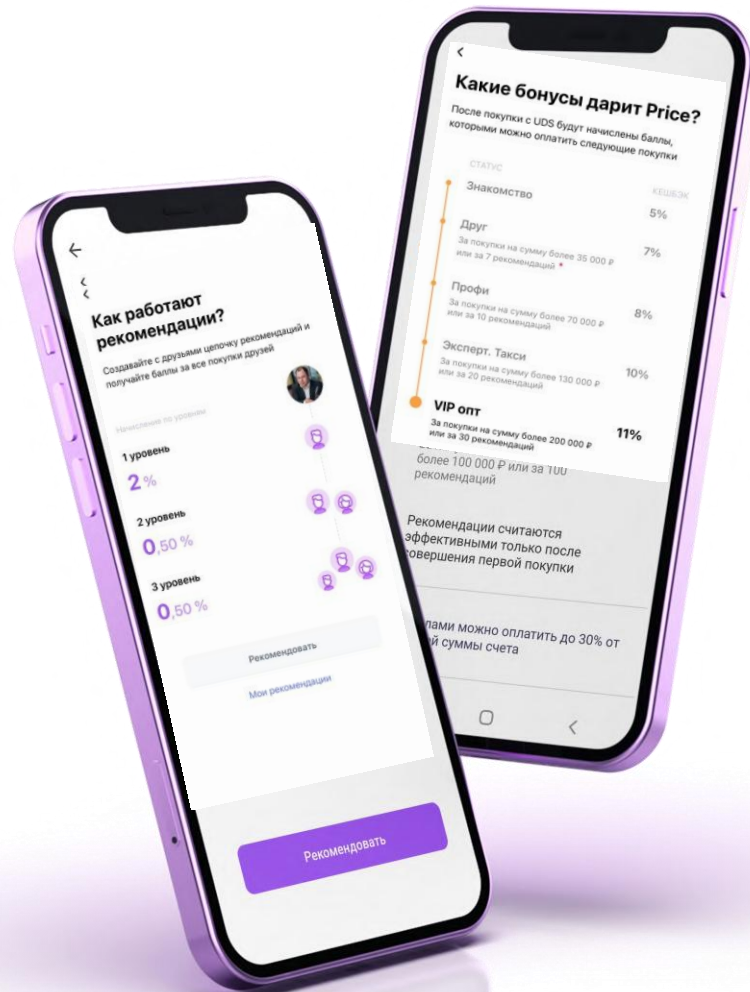 Как работают
рекомендации?
Создавайте с друзьями цепочку рекомендаций и
получайте баллы за все покупки друзей
Начисление по уровням
1 уровень
2 %
2 уровень
0,50 %
3 уровень
0,50 %
Рекомендовать
Мои рекомендации
Рекомендовать
Какие бонусы дарит Price?
После покупки с UDS будут начислены баллы,
которыми можно оплатить следующие покупки
СТАТУС
КЕШБЭК
Знакомство
5%
Друг
7%
За покупки на сумму более 35 000 ₽
или за 7 рекомендаций *
Профи
8%
За покупки на сумму более 70 000 ₽
или за 10 рекомендаций
Эксперт. Такси
10%
За покупки на сумму более 130 000 ₽
или за 20 рекомендаций
VIP опт
11%
За покупки на сумму более 200 000 ₽
или за 30 рекомендаций
более 100 000 ₽ или за 100
рекомендаций
Рекомендации считаются
эффективными только после
совершения первой покупки
лами можно оплатить до 30% от
й суммы счета